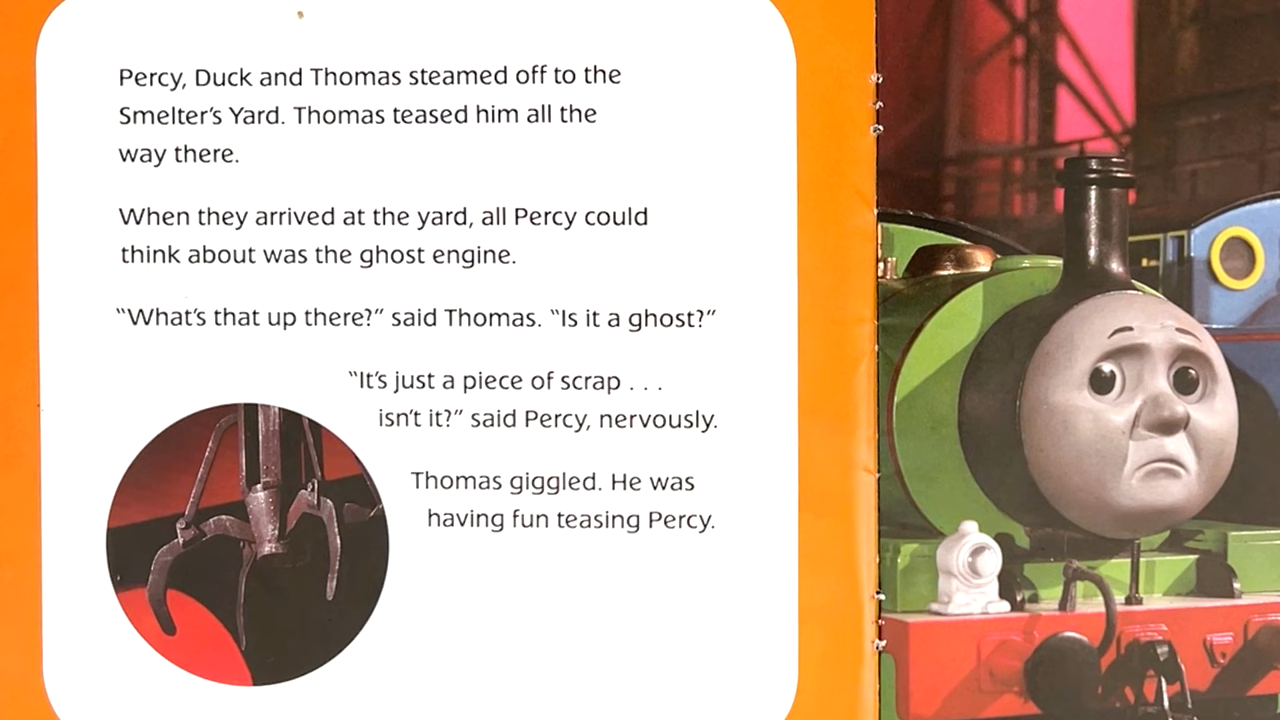 Percy, Duck and Thomas steamed off to the
Smelter's Yard. Thomas teased him all the
way there.
When they arrived at the yard, all Percy could
think about was the ghost engine.
“What's that up there?” said Thomas. “Is it a ghost?”
“It's just a piece of scrap . . .
isn't it?” said Percy, nervously.
Thomas giggled. He was
having fun teasing Percy.